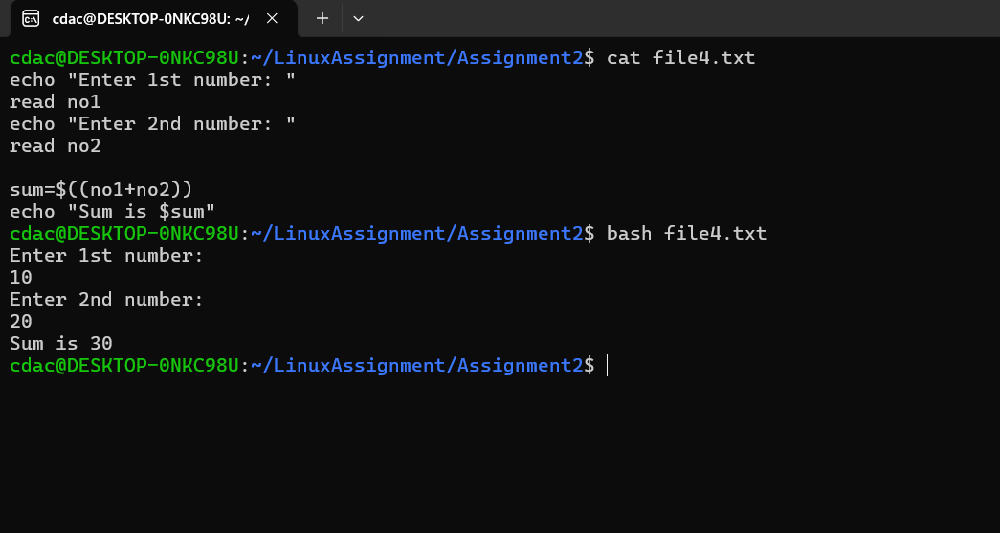 cdac@DESKTOP-0NKC98U: ~/
cdac@DESKTOP-0NKC98U:~/LinuxAssignment/Assignment2$ cat file4.txt
echo "Enter 1st number: "
read no1
echo "Enter 2nd number: "
read no2
sum=$((no1+no2))
echo "Sum is $sum"
cdac@DESKTOP-0NKC98U:~/LinuxAssignment/Assignment2$ bash file4.txt
Enter 1st number:
10
Enter 2nd number:
20
Sum is 30
cdac@DESKTOP-0NKC98U:~/LinuxAssignment/Assignment2$